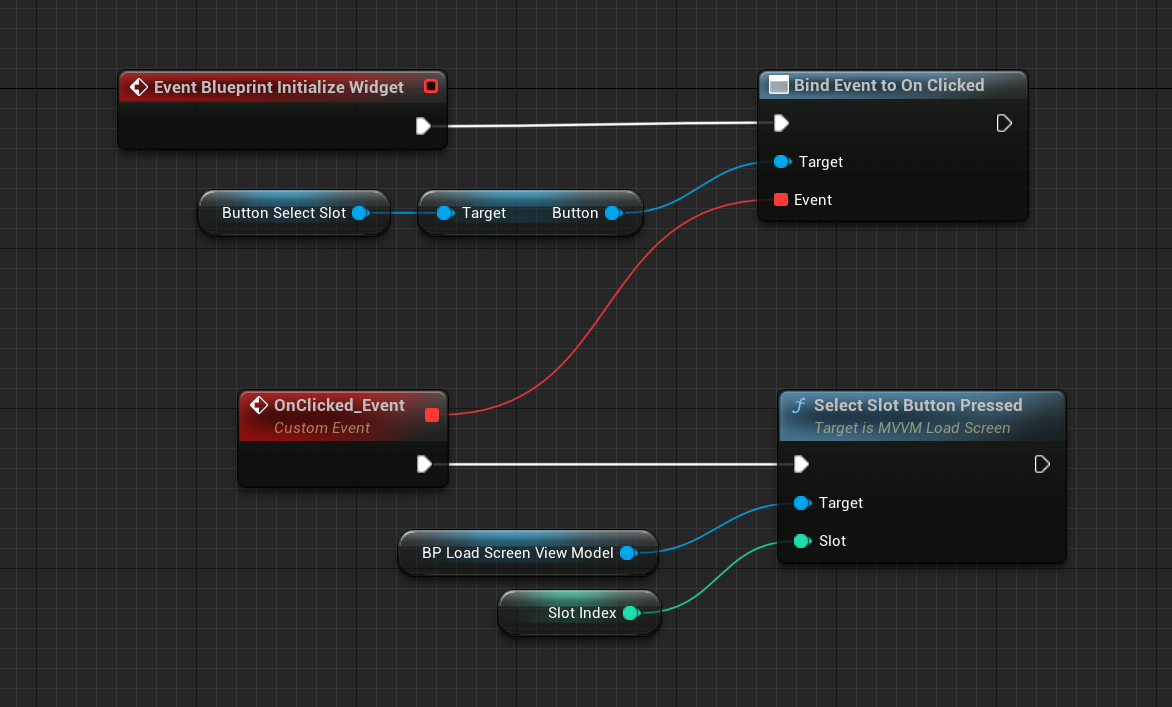 Event Blueprint Initialize Widget
Bind Event to On Clicked
Target
Event
Button Select Slot
Target
Button
OnClicked_Event
Custom Event
Select Slot Button Pressed
Target is MVVM Load Screen
Target
Slot
BP Load Screen View Model
Slot Index